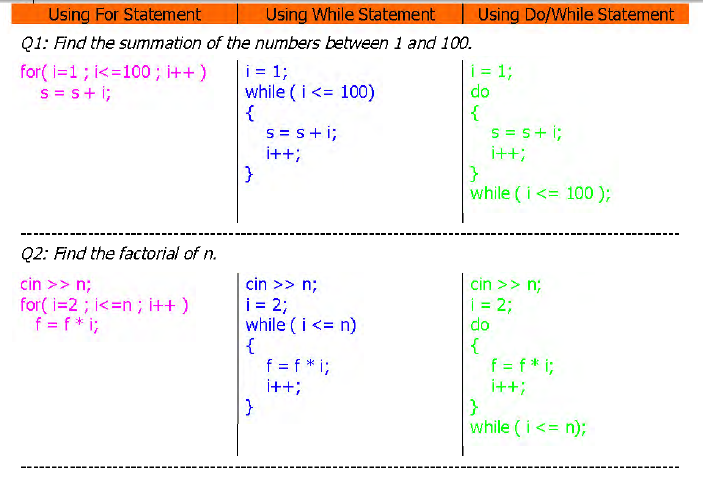 Using For Statement
Using While Statement
Using Do/While Statement
Q1: Find the summation of the numbers between 1 and 100.
for( i=1 ; i<=100 ; i++ )
s = s + i;
i = 1;
while ( i <= 100)
{
s = s + i;
i++;
}
i = 1;
do
{
s = s + i;
i++;
}
while ( i <= 100 );
Q2: Find the factorial of n.
cin >> n;
for( i=2 ; i<=n ; i++ )
f = f * i;
cin >> n;
i = 2;
while ( i <= n)
{
f = f * i;
i++;
}
cin >> n;
i = 2;
do
{
f = f * i;
i++;
}
while ( i <= n);